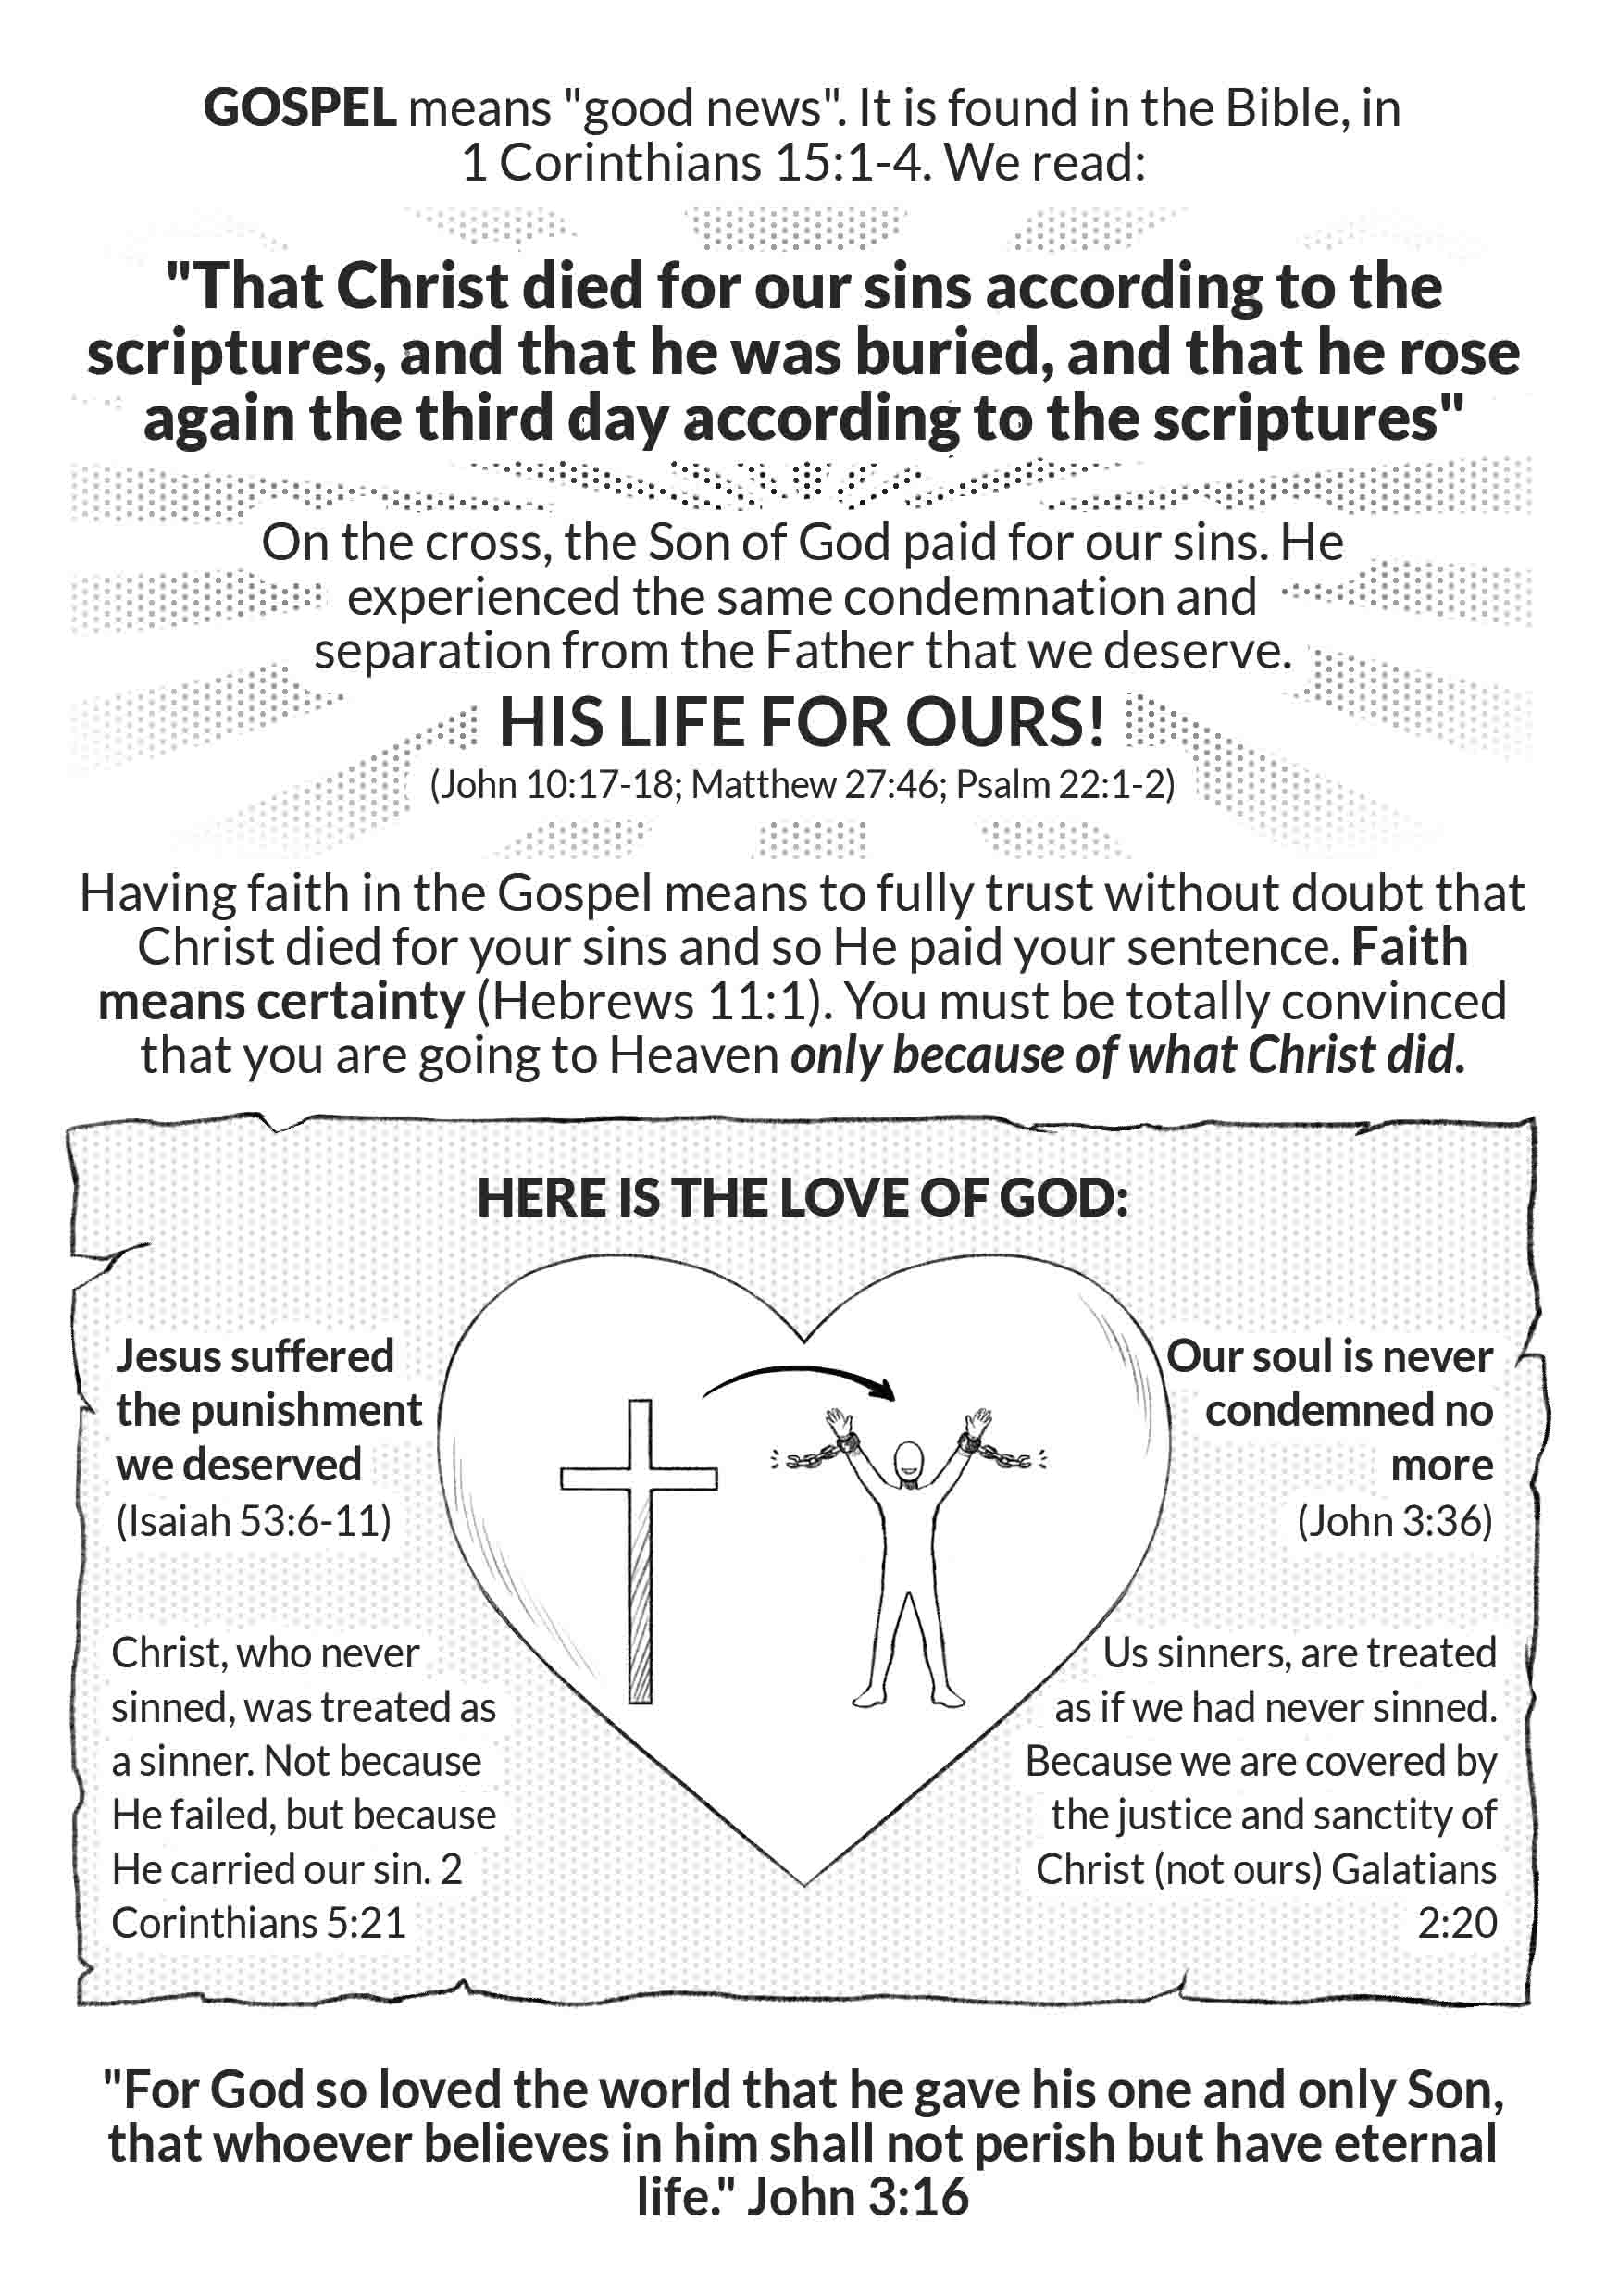 GOSPEL means "good news". It is found in the Bible, in
1 Corinthians 15:1-4. We read:
"That Christ died for our sins according to the
scriptures, and that he was buried, and that he rose
again the third day according to the scriptures"
On the cross, the Son of God paid for our sins. He
experienced the same condemnation and
separation from the Father that we deserve.
HIS LIFE FOR OURS!
(John 10:17-18; Matthew 27:46; Psalm 22:1-2)
Having faith in the Gospel means to fully trust without doubt that
Christ died for your sins and so He paid your sentence. Faith
means certainty (Hebrews 11:1). You must be totally convinced
that you are going to Heaven only because of what Christ did.
HERE IS THE LOVE OF GOD:
Jesus suffered
the punishment
we deserved
(Isaiah 53:6-11)
Christ, who never
sinned, was treated as
a sinner. Not because
He failed, but because
He carried our sin. 2
Corinthians 5:21
Our soul is never
condemned no
more
(John 3:36)
Us sinners, are treated
as if we had never sinned.
Because we are covered by
the justice and sanctity of
Christ (not ours) Galatians
2:20
"For God so loved the world that he gave his one and only Son,
that whoever believes in him shall not perish but have eternal
life." John 3:16